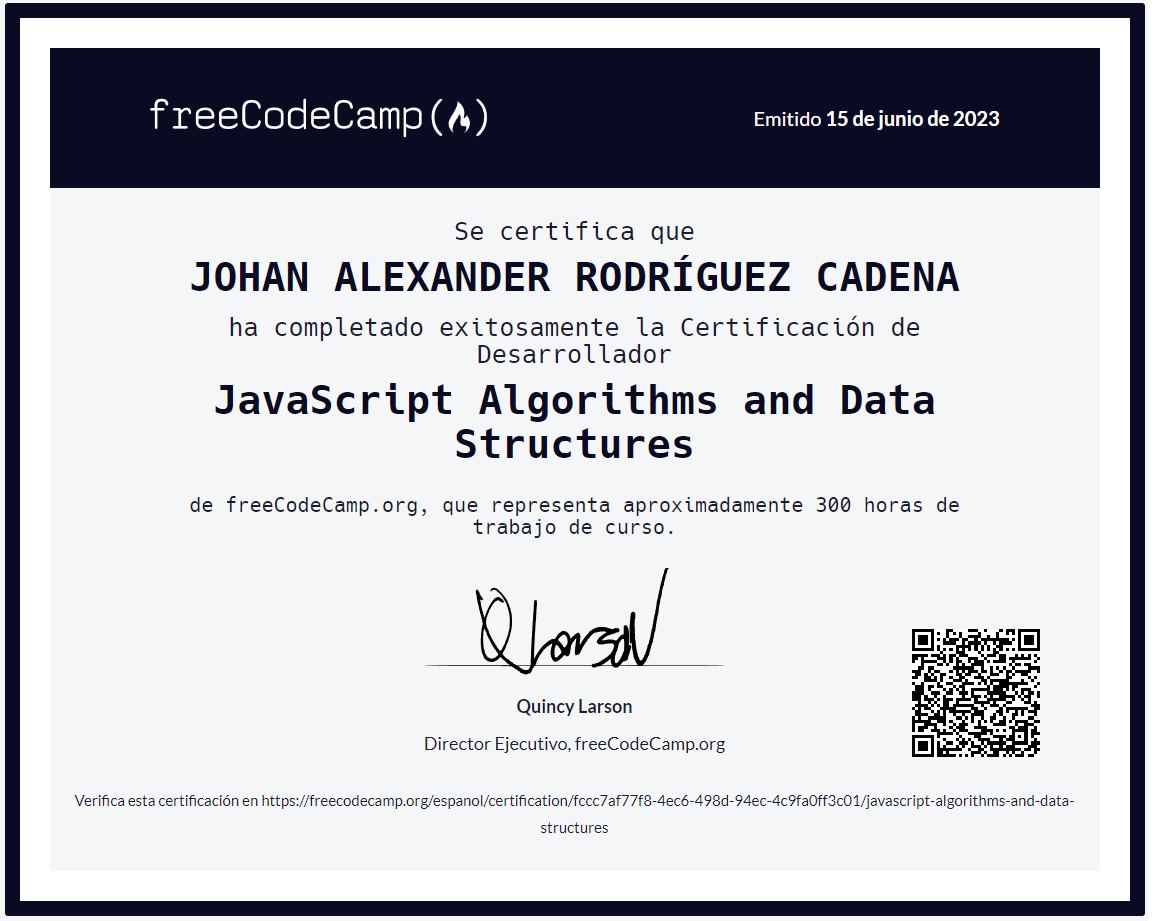 freeCodeCamp
Emitido 15 de junio de 2023
Se certifica que
JOHAN ALEXANDER RODRÍGUEZ CADENA
ha completado exitosamente la Certificación de
Desarrollador
JavaScript Algorithms and Data
Structures
de freeCodeCamp.org, que representa aproximadamente 300 horas de
trabajo de curso.
Q Larson
Quincy Larson
Director Ejecutivo, freeCodeCamp.org
Verifica esta certificación en https://freecodecamp.org/espanol/certification/fccc7af77f8-4ec6-498d-94ec-4c9fa0ff3c01/javascript-algorithms-and-data-
structures